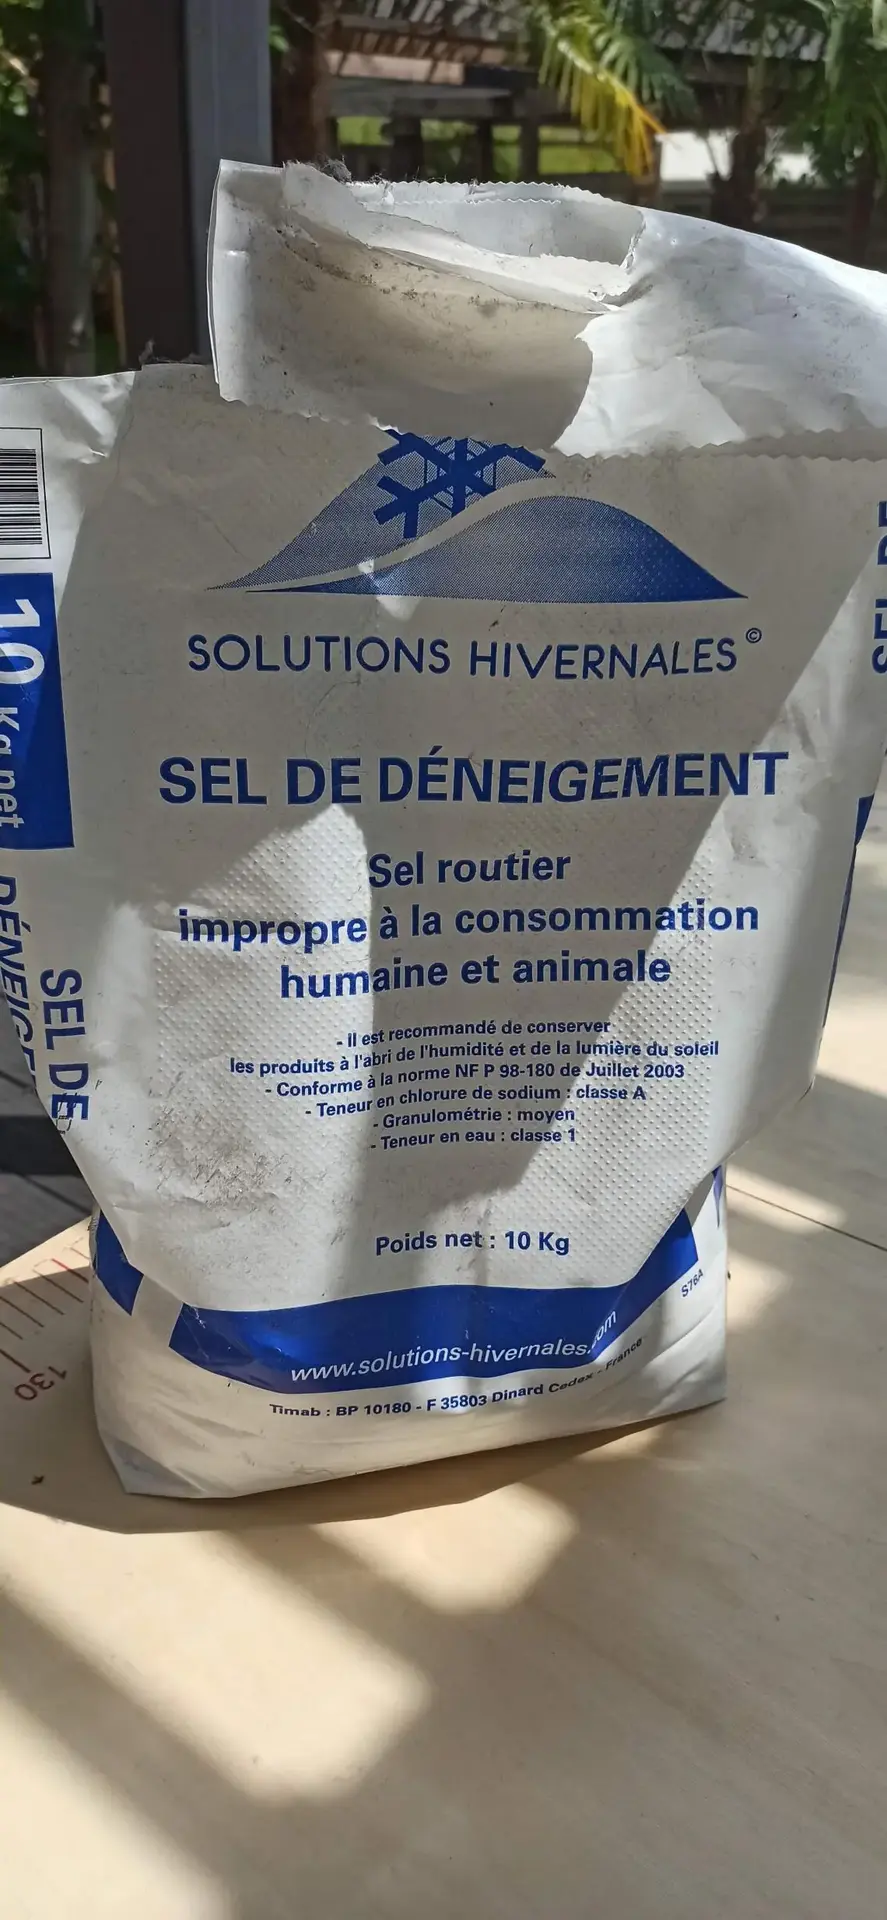 SOLUTIONS HIVERNALES©
SEL DE DÉNEIGEMENT
Sel routier
impropre à la consommation
humaine et animale
- Il est recommandé de conserver
les produits à l'abri de l'humidité et de la lumière du soleil
- Conforme à la norme NF P 98-180 de Juillet 2003
- Teneur en chlorure de sodium : classe A
- Granulométrie : moyen
- Teneur en eau : classe 1
Poids net : 10 Kg
S76A
www.solutions-hivernales.com
Timab : BP 10180 - F 35803 Dinard Cedex - France
10 Kg net
SEL DE
SEL DE
130